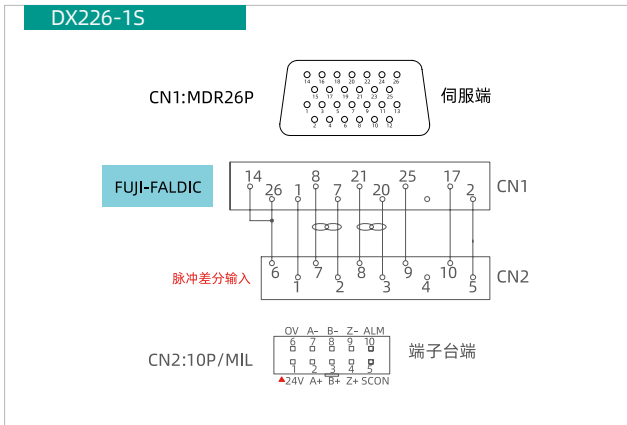 DX226-1S
CN1:MDR26P
14 16 18 20 22 24 26
15 17 19 21 23 25
1 3 5 7 9 11 13
2 4 6 8 10 12
伺服端
FUJI-FALDIC
14 8 21 25 17
26 1 7 20 2
CN1
脉冲差分输入
6 7 8 9 10
1 2 3 4 5
CN2
CN2:10P/MIL
OV A- B- Z- ALM
6 7 8 9 10
1 2 3 4 5
24V A+ B+ Z+ SCON
端子台端